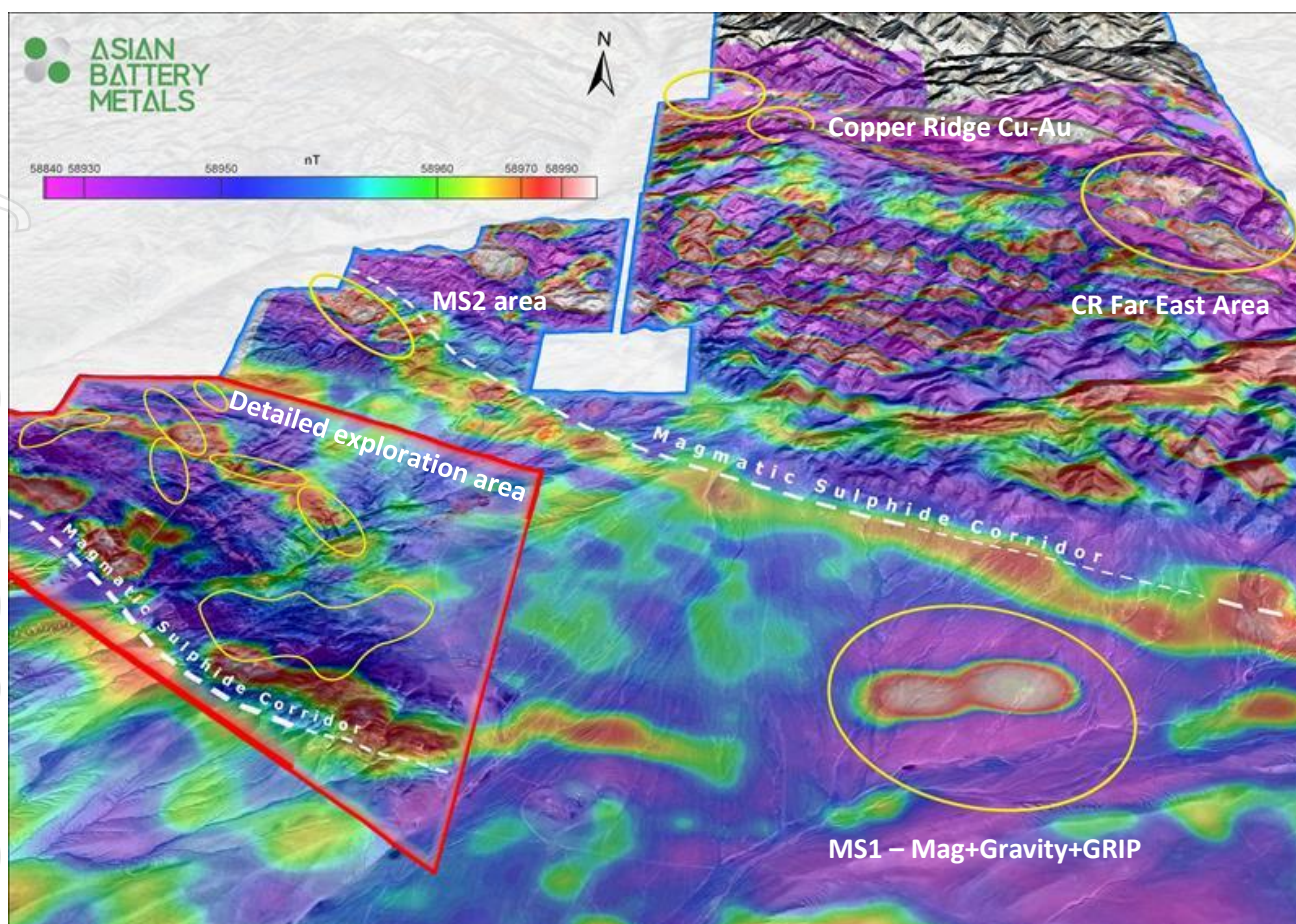 ASIAN
BATTERY
METALS
N
nT
58840 58930 58950 58960 58970 58990
Copper Ridge Cu-Au
MS2 area
CR Far East Area
Detailed exploration area
Magmatic Sulphide Corridor
Magmatic Sulphide Corridor
MS1 – Mag+Gravity+GRIP